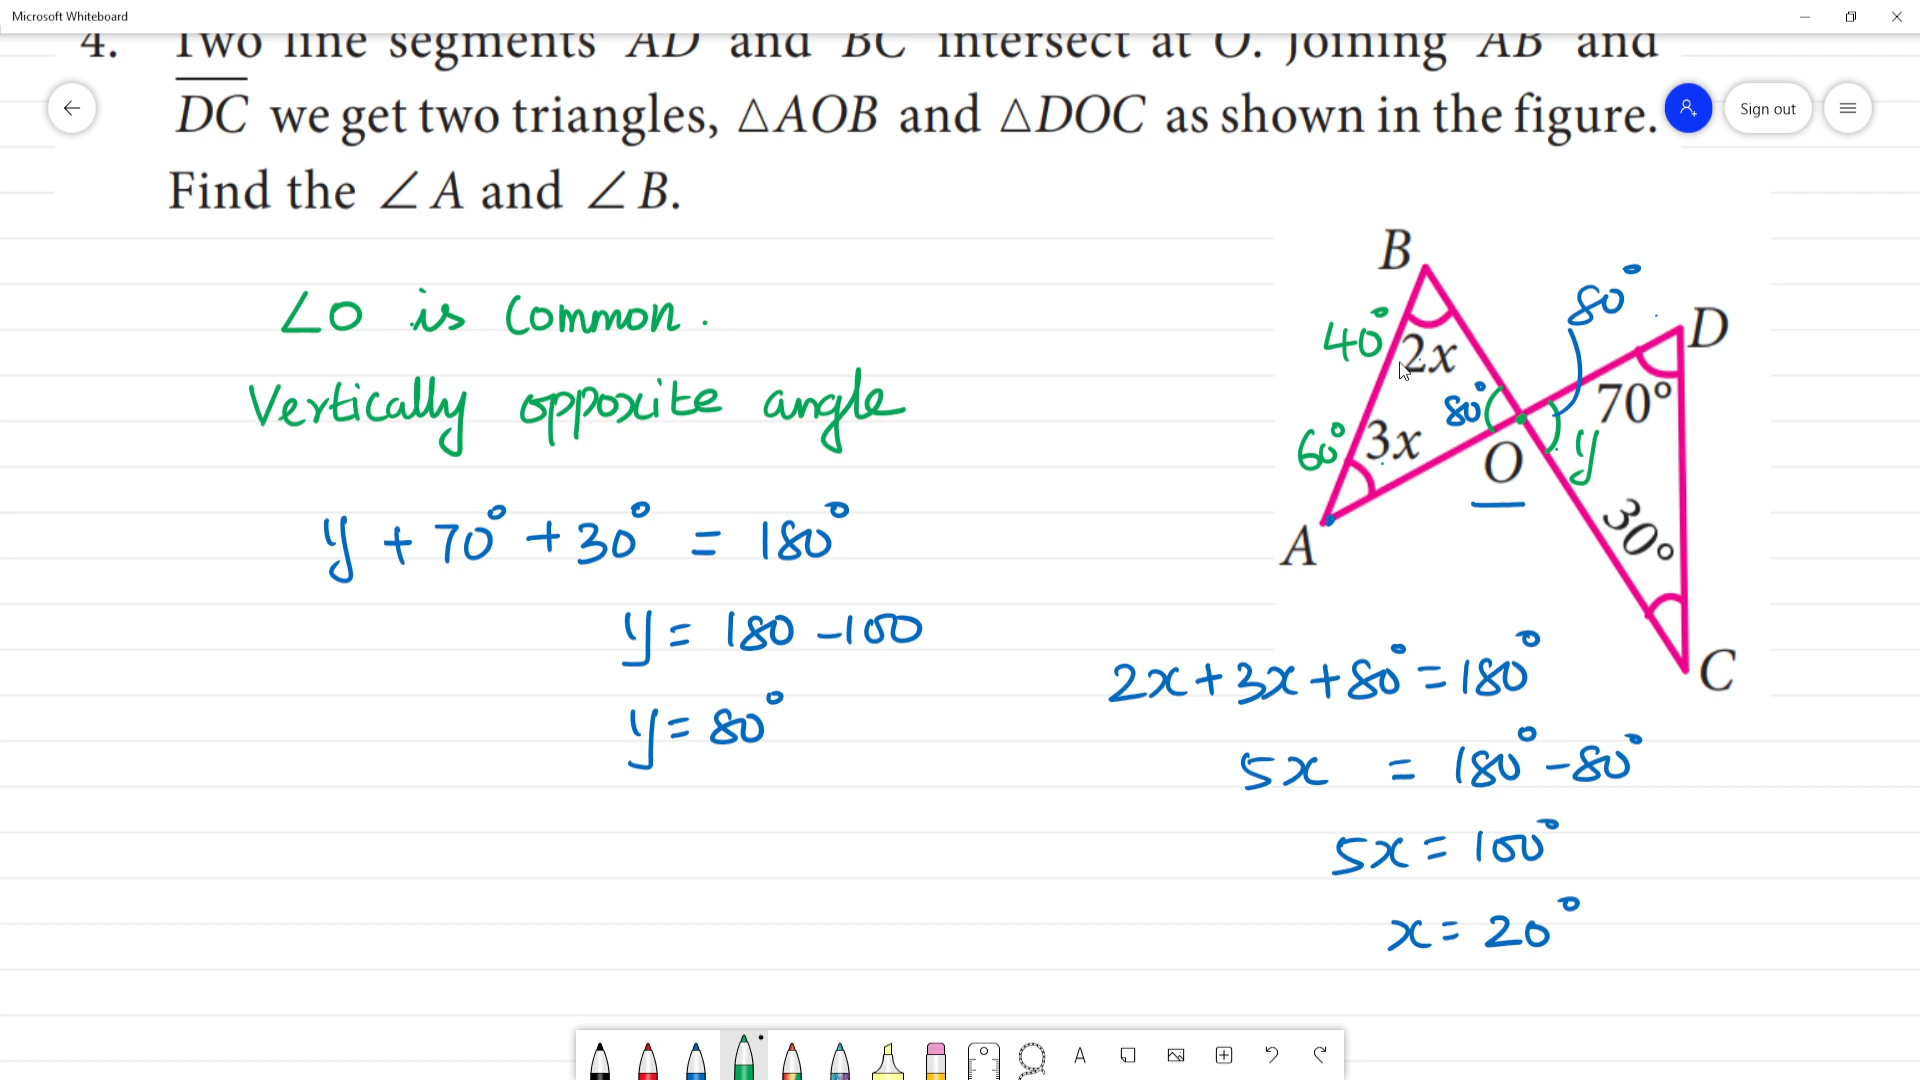 Microsoft Whiteboard
4. Two line segments AD and BC intersect at O. Joining AB and
DC we get two triangles, △AOB and △DOC as shown in the figure.
Find the ∠A and ∠B.
Sign out
∠O is common.
Vertically opposite angle
y + 70° + 30° = 180°
y = 180 - 100
y = 80°
B
80°
D
40°
2x
80°
70°
60°
3x
O
y
A
30°
C
2x + 3x + 80° = 180°
5x = 180° - 80°
5x = 100°
x = 20°
A